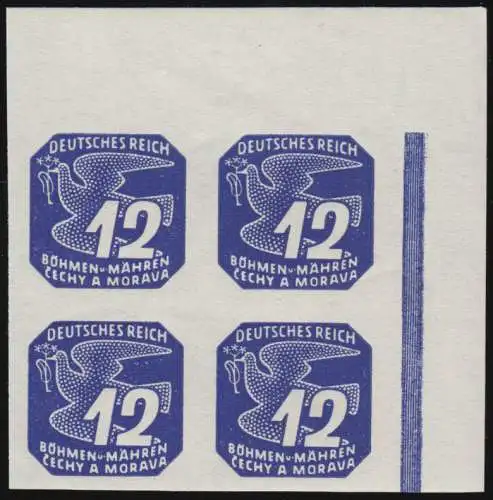 DEUTSCHES REICH
12
BÖHMEN u. MÄHREN
ČECHY A MORAVA
DEUTSCHES REICH
12
BÖHMEN u. MÄHREN
ČECHY A MORAVA
DEUTSCHES REICH
12
BÖHMEN u. MÄHREN
ČECHY A MORAVA
DEUTSCHES REICH
12
BÖHMEN u. MÄHREN
ČECHY A MORAVA